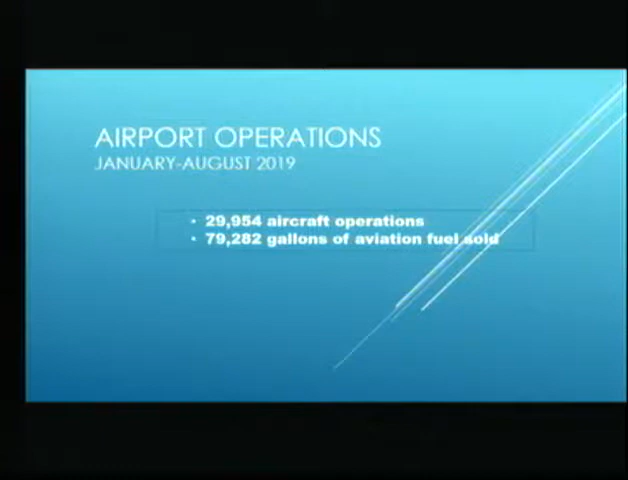 AIRPORT OPERATIONS
JANUARY-AUGUST 2019
• 29,954 aircraft operations
• 79,282 gallons of aviation fuel sold